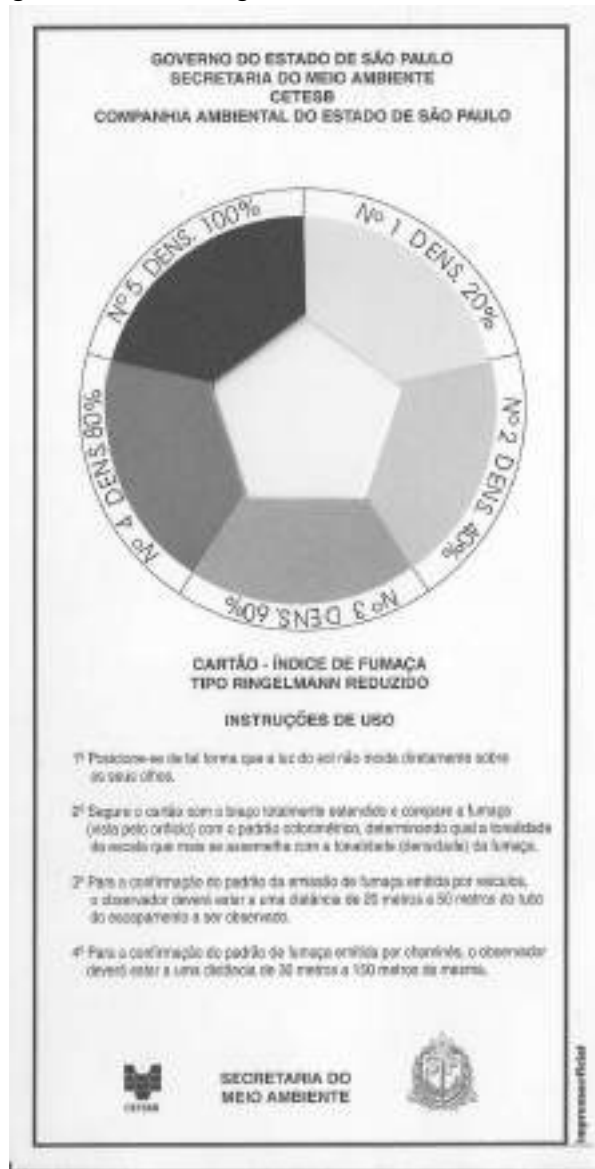 GOVERNO DO ESTADO DE SÃO PAULO
SECRETARIA DO MEIO AMBIENTE
CETESB
COMPANHIA AMBIENTAL DO ESTADO DE SÃO PAULO
Nº 1 DENS. 20%
Nº 2 DENS. 40%
Nº 3 DENS. 60%
Nº 4 DENS. 80%
Nº 5 DENS. 100%
CARTÃO - ÍNDICE DE FUMAÇA
TIPO RINGELMANN REDUZIDO
INSTRUÇÕES DE USO
1º Posicione-se de tal forma que a luz do sol não incida diretamente sobre
os seus olhos.
2º Segure o cartão com o braço totalmente estendido e compare a fumaça
(vista pelo orifício) com o padrão colorimétrico, determinando qual a tonalidade
da escala que mais se assemelha com a tonalidade (densidade) da fumaça.
3º Para a confirmação do padrão da emissão de fumaça emitida por veículos,
o observador deverá estar a uma distância de 20 metros a 50 metros do tubo
do escapamento a ser observado.
4º Para a confirmação do padrão de fumaça emitida por chaminés, o observador
deverá estar a uma distância de 30 metros a 150 metros da mesma.
CETESB
SECRETARIA DO
MEIO AMBIENTE
imprensaoficial